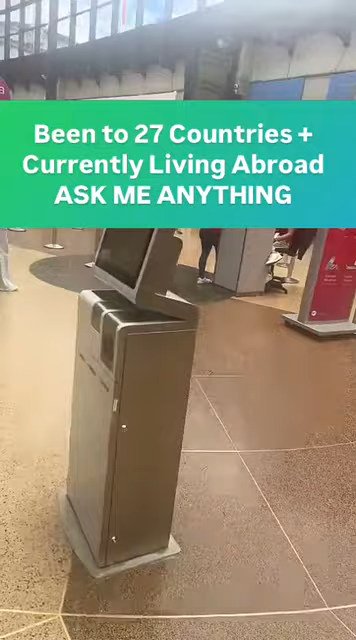 Been to 27 Countries +
Currently Living Abroad
ASK ME ANYTHING